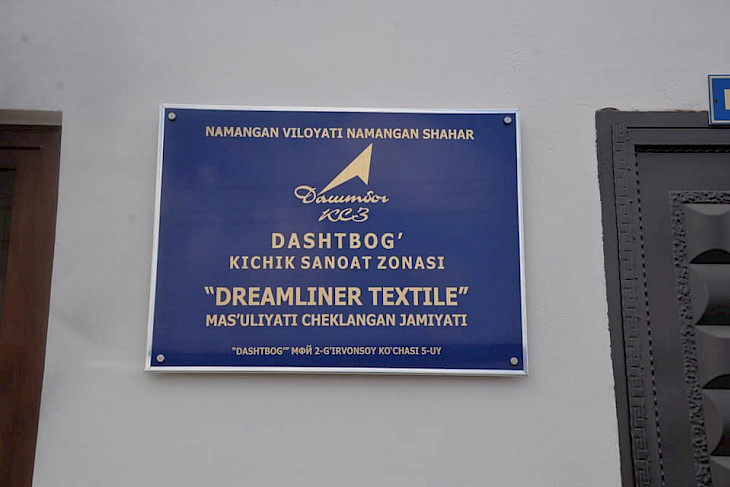 NAMANGAN VILOYATI NAMANGAN SHAHAR
Даштбоғ
КСЗ
DASHTBOG'
KICHIK SANOAT ZONASI
"DREAMLINER TEXTILE"
MAS'ULIYATI CHEKLANGAN JAMIYATI
"DASHTBOG'" МФЙ 2-G'IRVONSOY KO'CHASI 5-UY